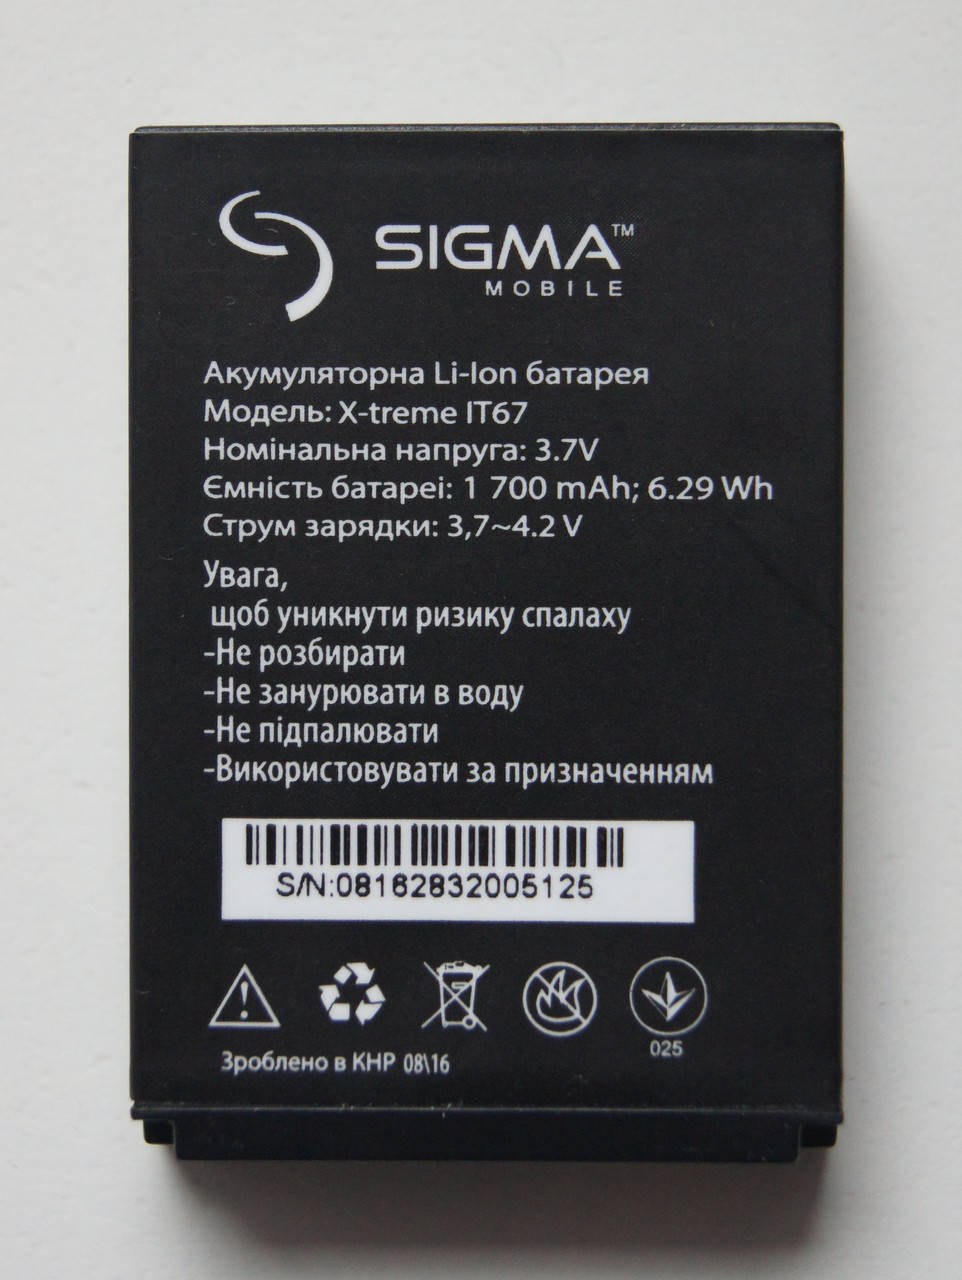 SIGMA™
MOBILE
Акумуляторна Li-Ion батарея
Модель: X-treme IT67
Номінальна напруга: 3.7V
Ємність батареі: 1 700 mAh; 6.29 Wh
Струм зарядки: 3,7~4.2 V
Увага,
щоб уникнути ризику спалаху
-Не розбирати
-Не занурювати в воду
-Не підпалювати
-Використовувати за призначенням
S/N:08162832005125
025
Зроблено в КНР 08\16